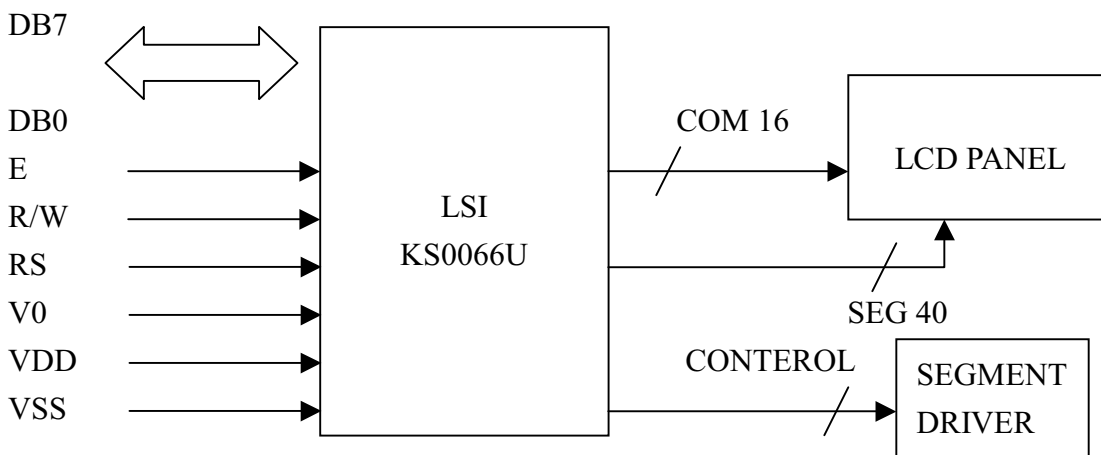 DB7
DB0
E
R/W
RS
V0
VDD
VSS
LSI
KS0066U
COM 16
LCD PANEL
SEG 40
CONTEROL
SEGMENT
DRIVER